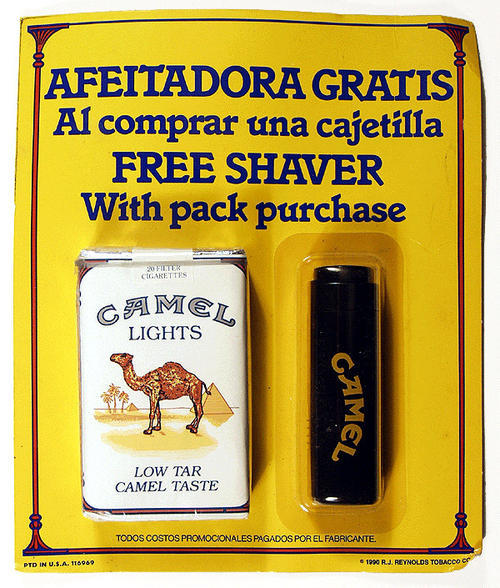 AFEITADORA GRATIS
Al comprar una cajetilla
FREE SHAVER
With pack purchase
20 FILTER
CIGARETTES
CAMEL
LIGHTS
LOW TAR
CAMEL TASTE
CAMEL
TODOS COSTOS PROMOCIONALES PAGADOS POR EL FABRICANTE.
PTD IN U.S.A. 116969
© 1990 R.J. REYNOLDS TOBACCO CO